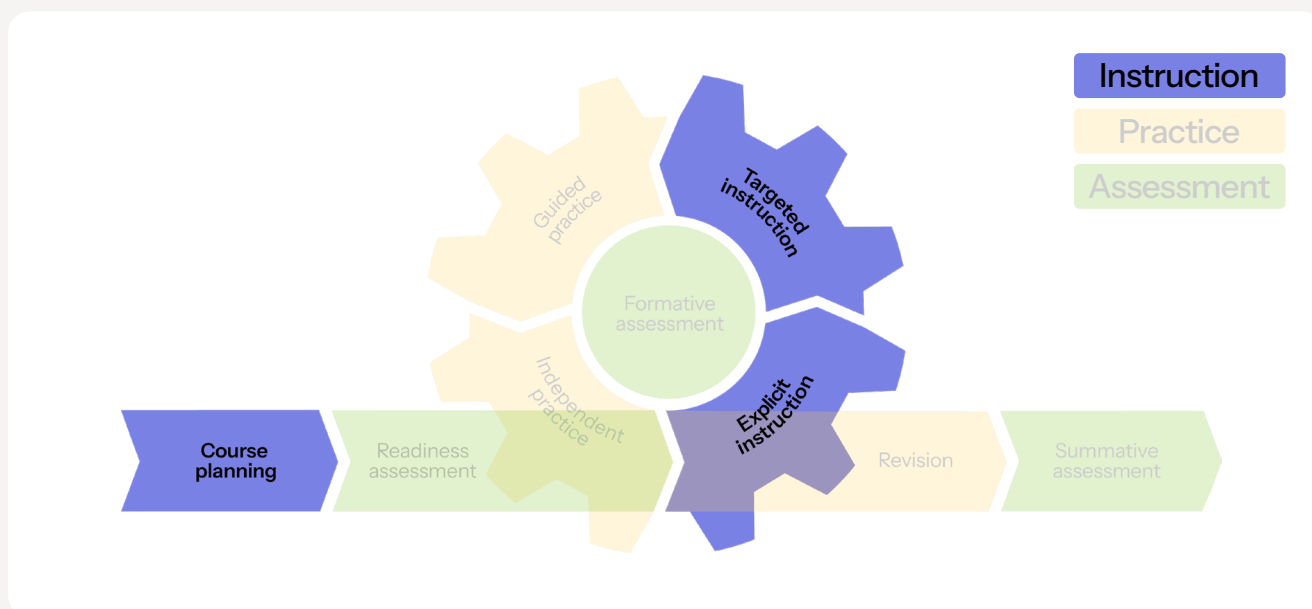 Instruction
Practice
Assessment
Guided
practice
Targeted
instruction
Formative
assessment
Independent
practice
Explicit
instruction
Course
planning
Readiness
assessment
Revision
Summative
assessment